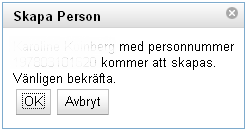 Skapa Person
med personnummer
kommer att skapas.
Vänligen bekräfta.
OK Avbryt